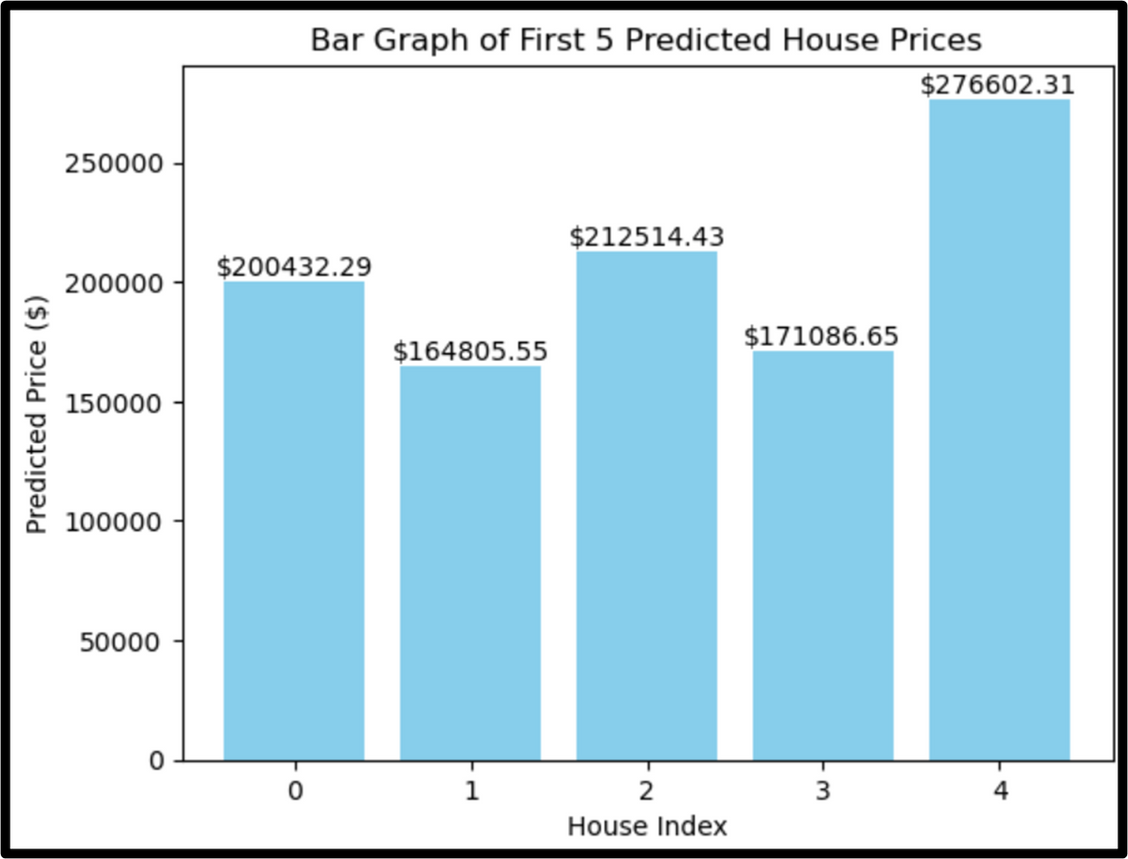 Bar Graph of First 5 Predicted House Prices
$276602.31
250000
$212514.43
$200432.29
200000
$171086.65
$164805.55
150000
Predicted Price ($)
100000
50000
0
0 1 2 3 4
House Index